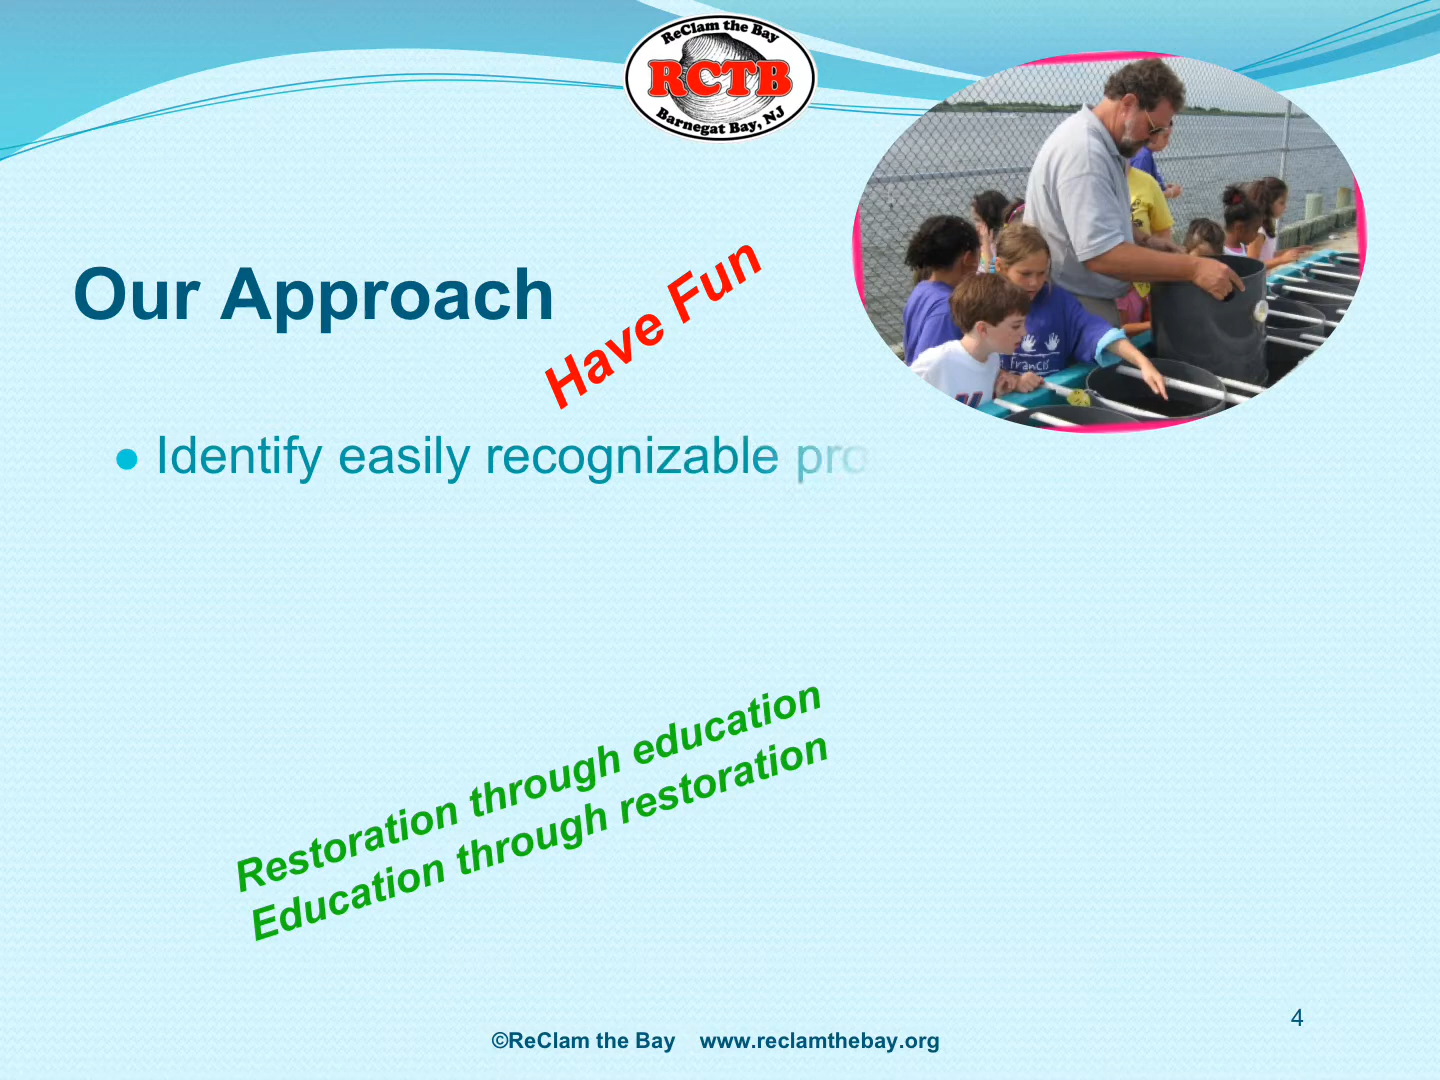 ReClam the Bay
RCTB
Barnegat Bay, NJ
Our Approach
Have Fun
Francis
● Identify easily recognizable
Restoration through education
Education through restoration
4
©ReClam the Bay www.reclamthebay.org